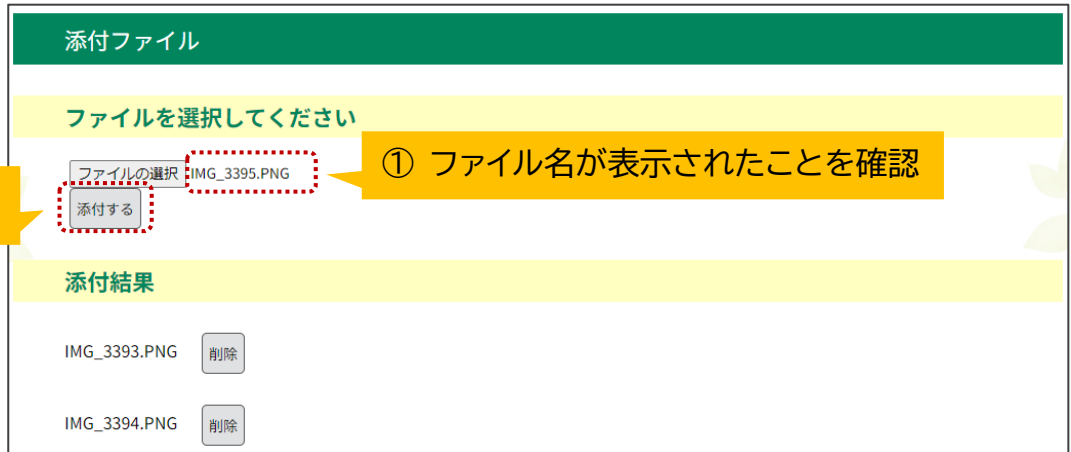 添付ファイル
ファイルを選択してください
① ファイル名が表示されたことを確認
ファイルの選択 IMG_3395.PNG
添付する
添付結果
IMG_3393.PNG 削除
IMG_3394.PNG 削除